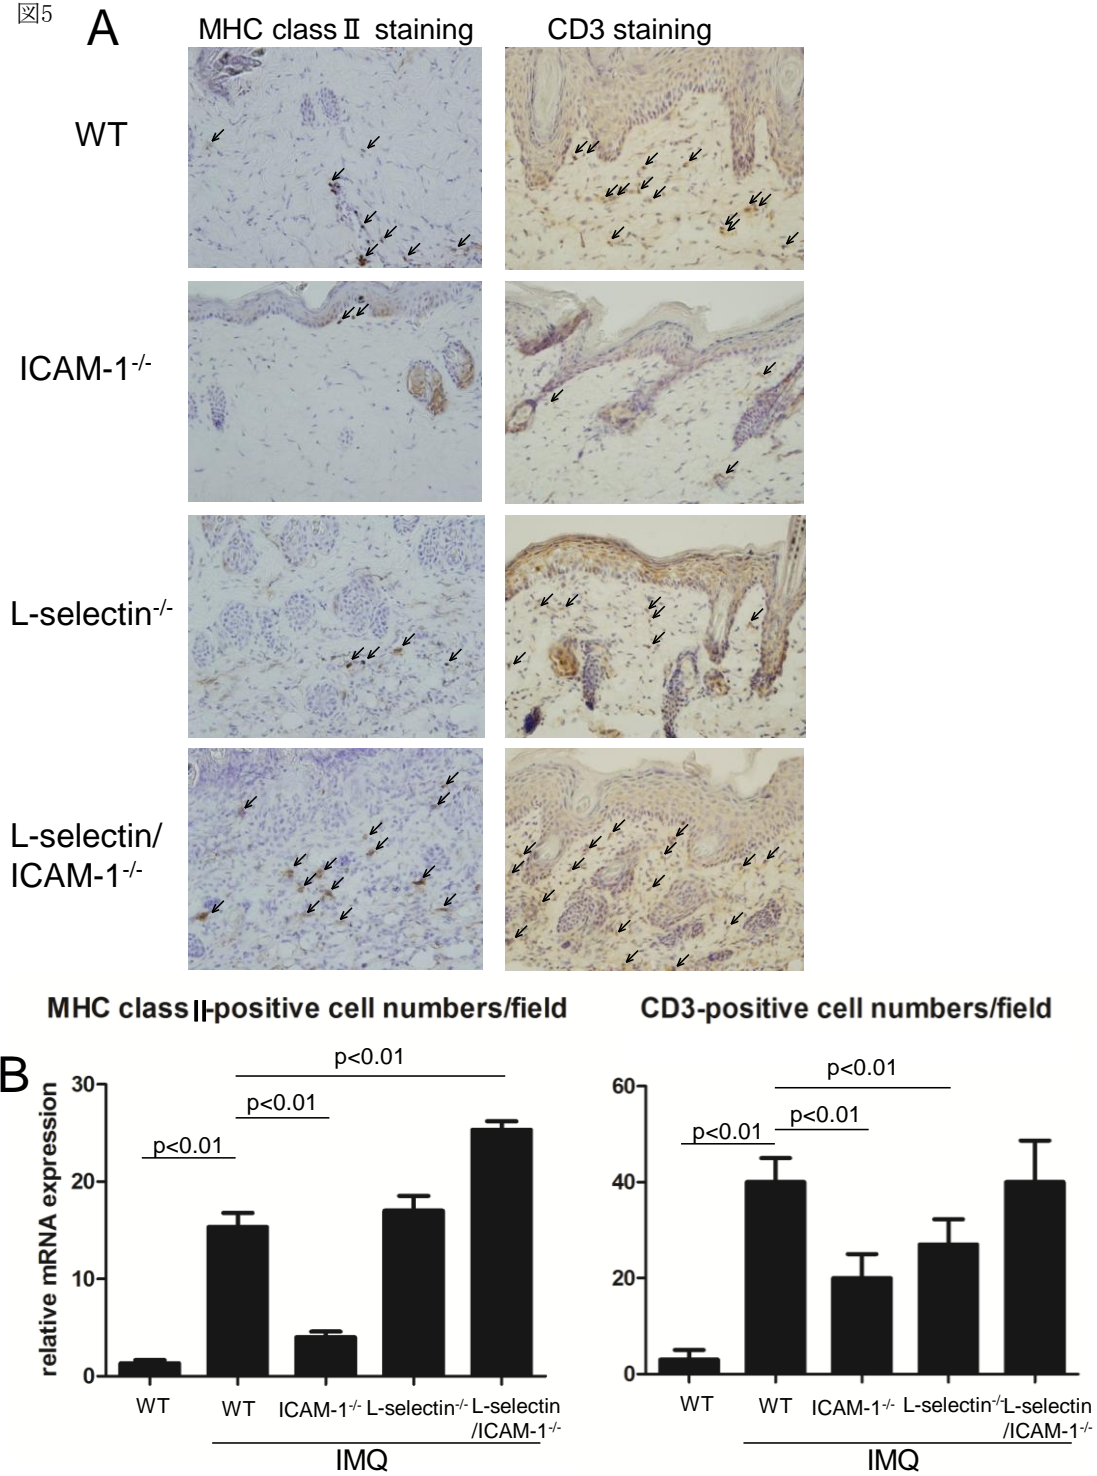 図5
A
MHC classⅡ staining
CD3 staining
WT
ICAM-1-/-
L-selectin-/-
L-selectin/
ICAM-1-/-
MHC classⅡ-positive cell numbers/field
CD3-positive cell numbers/field
B
relative mRNA expression
30
20
10
0
p<0.01
p<0.01
p<0.01
WT
WT
ICAM-1-/-
L-selectin-/-
L-selectin
/ICAM-1-/-
IMQ
60
40
20
0
p<0.01
p<0.01
p<0.01
WT
WT
ICAM-1-/-
L-selectin-/-
L-selectin
/ICAM-1-/-
IMQ